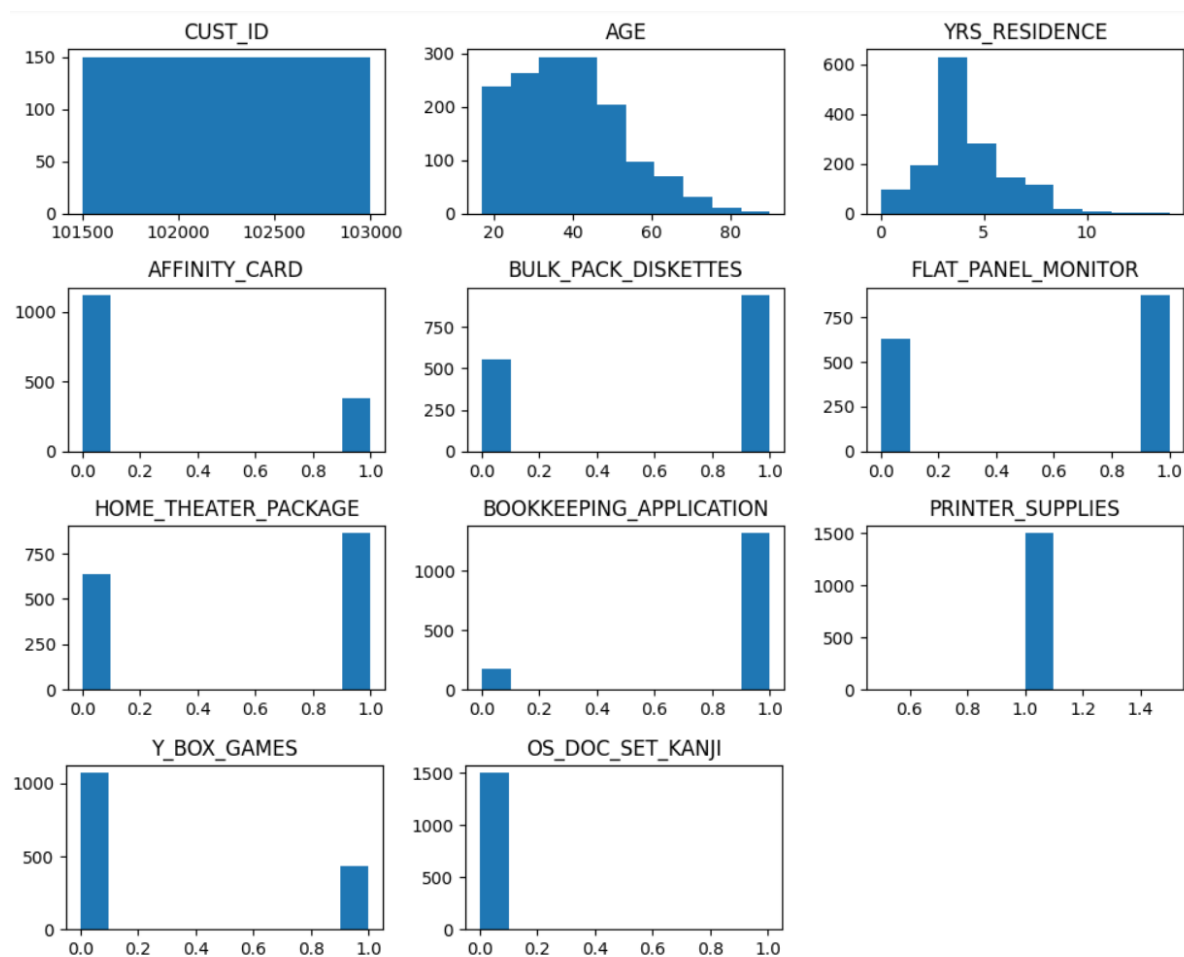 CUST_ID AGE YRS_RESIDENCE
150
100
50
0
101500 102000 102500 103000
300
200
100
0
20 40 60 80
600
400
200
0
0 5 10
AFFINITY_CARD BULK_PACK_DISKETTES FLAT_PANEL_MONITOR
1000
500
0
0.0 0.2 0.4 0.6 0.8 1.0
750
500
250
0
0.0 0.2 0.4 0.6 0.8 1.0
750
500
250
0
0.0 0.2 0.4 0.6 0.8 1.0
HOME_THEATER_PACKAGE BOOKKEEPING_APPLICATION PRINTER_SUPPLIES
750
500
250
0
0.0 0.2 0.4 0.6 0.8 1.0
1000
500
0
0.0 0.2 0.4 0.6 0.8 1.0
1500
1000
500
0
0.6 0.8 1.0 1.2 1.4
Y_BOX_GAMES OS_DOC_SET_KANJI
1000
500
0
0.0 0.2 0.4 0.6 0.8 1.0
1500
1000
500
0
0.0 0.2 0.4 0.6 0.8 1.0